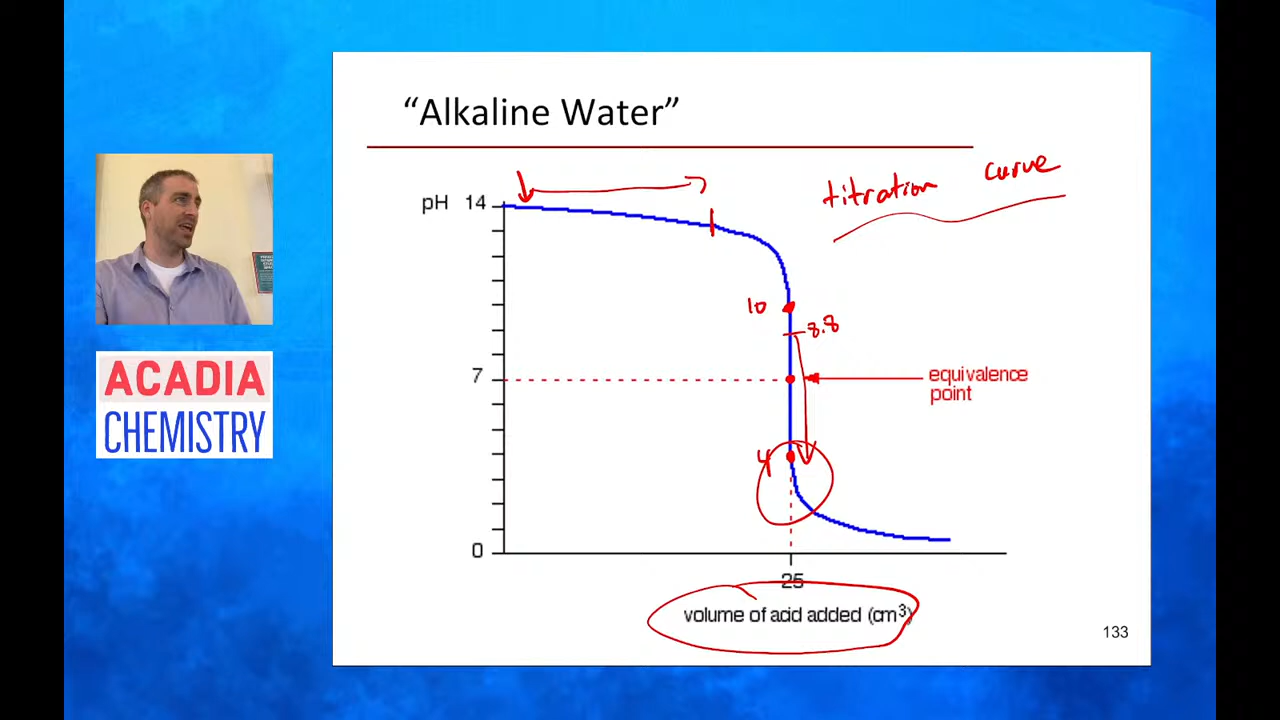 “Alkaline Water”
titration curve
pH 14
10
8.8
7
equivalence
point
4
0
25
volume of acid added (cm³)
133
ACADIA
CHEMISTRY